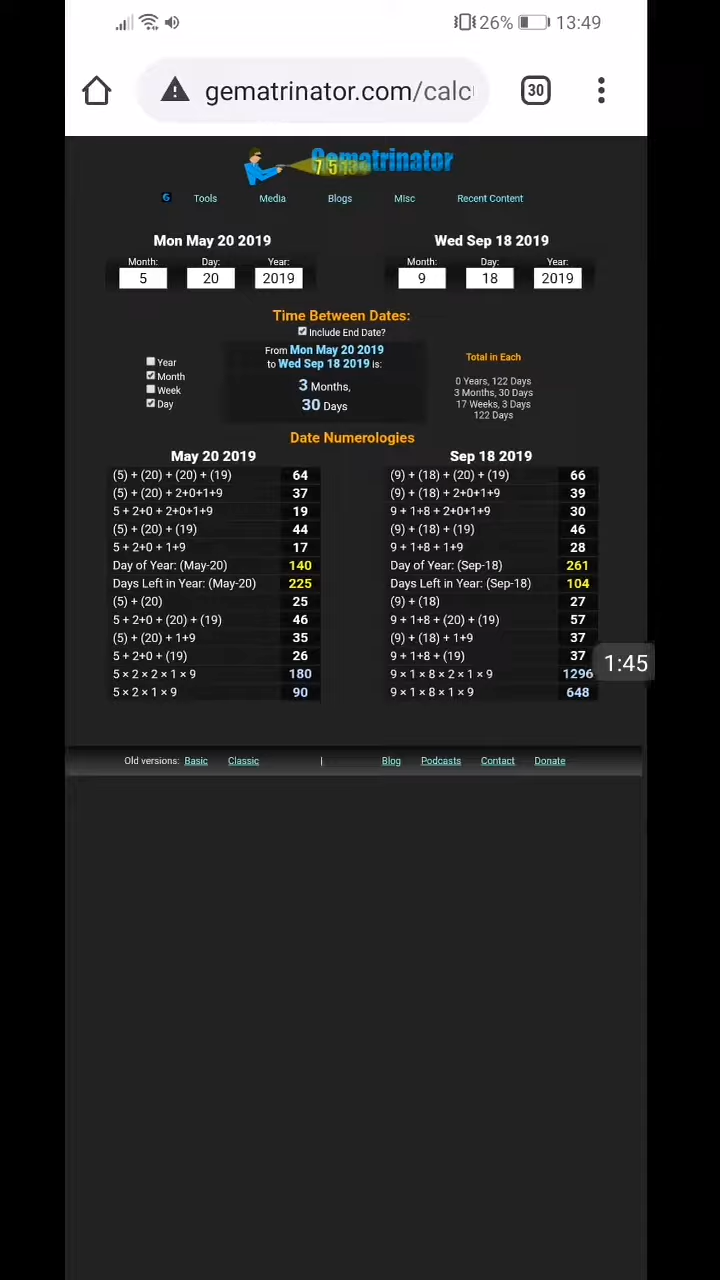 26% 13:49
gematrinator.com/calc
30
Gematrinator
Tools Media Blogs Misc Recent Content
Mon May 20 2019 Wed Sep 18 2019
Month: Day: Year: Month: Day: Year:
5 20 2019 9 18 2019
Time Between Dates:
Include End Date?
Year
Month
Week
Day
From Mon May 20 2019
to Wed Sep 18 2019 is:
3 Months,
30 Days
Total in Each
0 Years, 122 Days
3 Months, 30 Days
17 Weeks, 3 Days
122 Days
Date Numerologies
May 20 2019 Sep 18 2019
(5) + (20) + (20) + (19) 64 (9) + (18) + (20) + (19) 66
(5) + (20) + 2+0+1+9 37 (9) + (18) + 2+0+1+9 39
5 + 2+0 + 2+0+1+9 19 9 + 1+8 + 2+0+1+9 30
(5) + (20) + (19) 44 (9) + (18) + (19) 46
5 + 2+0 + 1+9 17 9 + 1+8 + 1+9 28
Day of Year: (May-20) 140 Day of Year: (Sep-18) 261
Days Left in Year: (May-20) 225 Days Left in Year: (Sep-18) 104
(5) + (20) 25 (9) + (18) 27
5 + 2+0 + (20) + (19) 46 9 + 1+8 + (20) + (19) 57
(5) + (20) + 1+9 35 (9) + (18) + 1+9 37
5 + 2+0 + (19) 26 9 + 1+8 + (19) 37
5 × 2 × 2 × 1 × 9 180 9 × 1 × 8 × 2 × 1 × 9 1296
5 × 2 × 1 × 9 90 9 × 1 × 8 × 1 × 9 648
1:45
Old versions: Basic Classic | Blog Podcasts Contact Donate